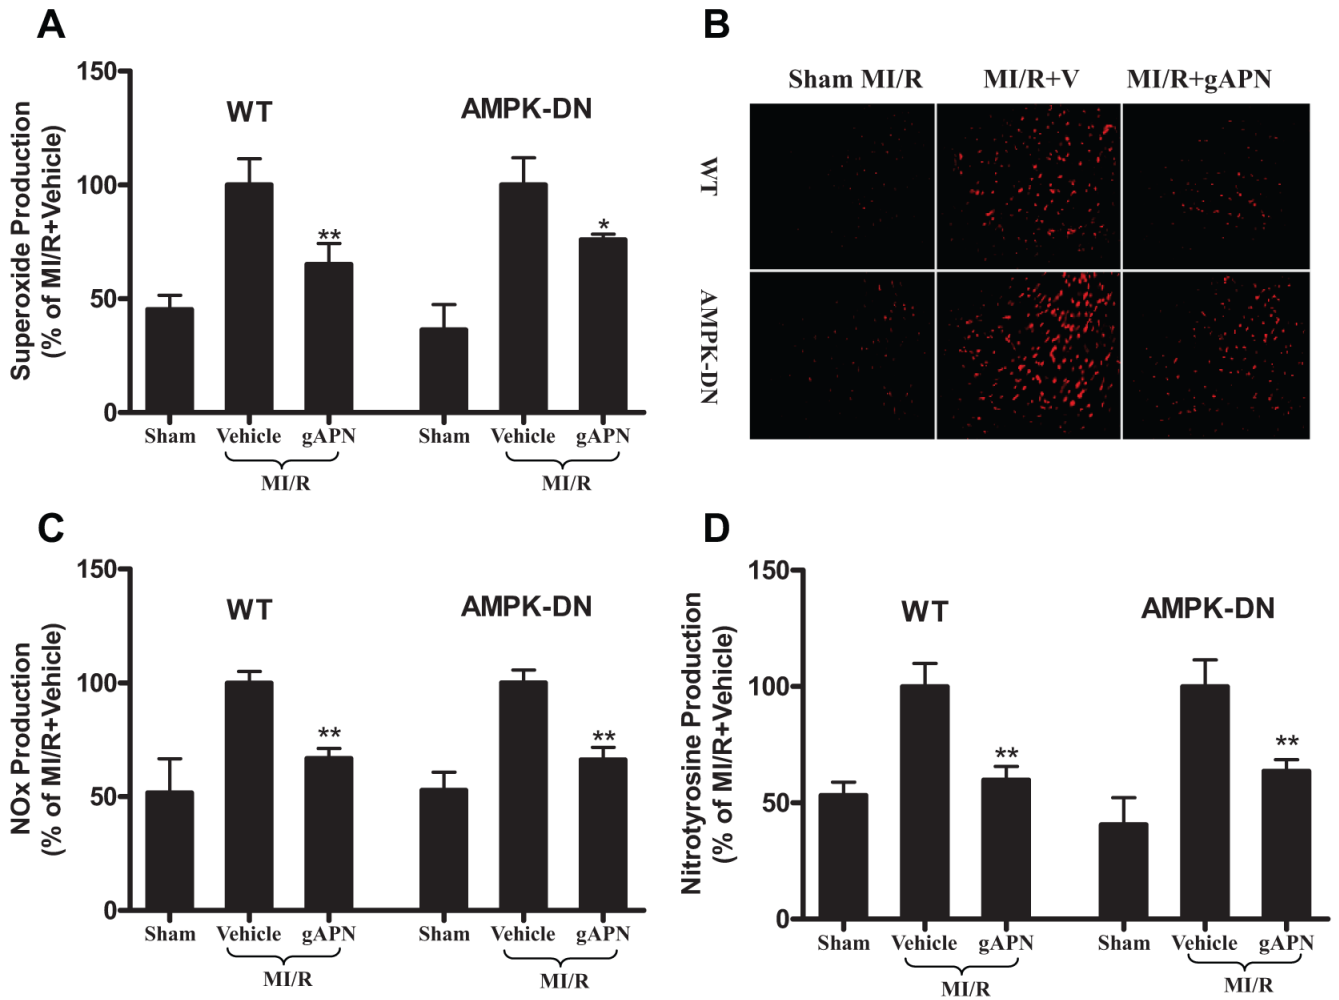 A
Superoxide Production
(% of MI/R+Vehicle)
150
100
50
0
WT
AMPK-DN
**
*
Sham
Vehicle
gAPN
Sham
Vehicle
gAPN
MI/R
MI/R
B
Sham MI/R
MI/R+V
MI/R+gAPN
WT
AMPK-DN
C
NOx Production
(% of MI/R+Vehicle)
150
100
50
0
WT
AMPK-DN
**
**
Sham
Vehicle
gAPN
Sham
Vehicle
gAPN
MI/R
MI/R
D
Nitrotyrosine Production
(% of MI/R+Vehicle)
150
100
50
0
WT
AMPK-DN
**
**
Sham
Vehicle
gAPN
Sham
Vehicle
gAPN
MI/R
MI/R